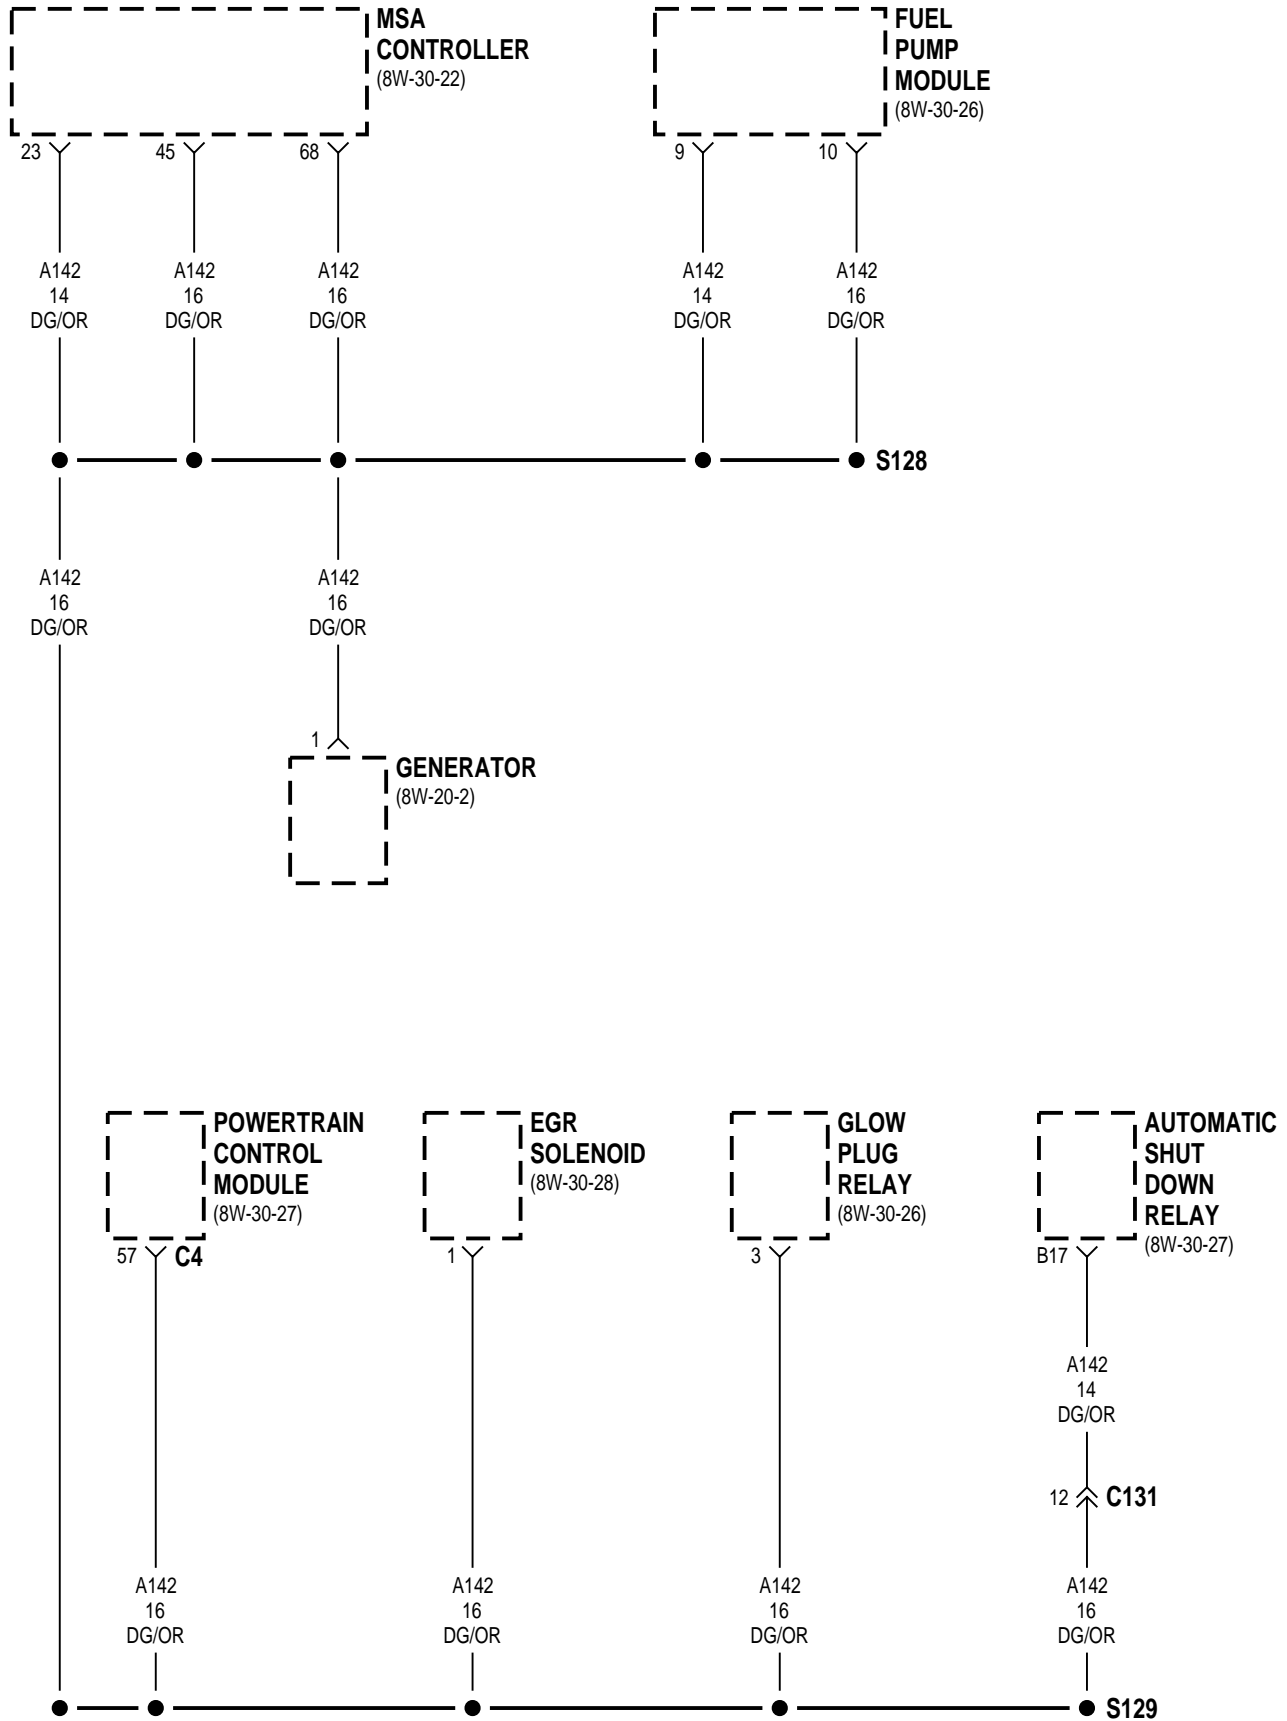 MSA
CONTROLLER
(8W-30-22)
FUEL
PUMP
MODULE
(8W-30-26)
23
45
68
9
10
A142
14
DG/OR
A142
16
DG/OR
A142
16
DG/OR
A142
14
DG/OR
A142
16
DG/OR
S128
A142
16
DG/OR
A142
16
DG/OR
1
GENERATOR
(8W-20-2)
POWERTRAIN
CONTROL
MODULE
(8W-30-27)
EGR
SOLENOID
(8W-30-28)
GLOW
PLUG
RELAY
(8W-30-26)
AUTOMATIC
SHUT
DOWN
RELAY
(8W-30-27)
57
C4
1
3
B17
A142
14
DG/OR
12
C131
A142
16
DG/OR
A142
16
DG/OR
A142
16
DG/OR
A142
16
DG/OR
S129